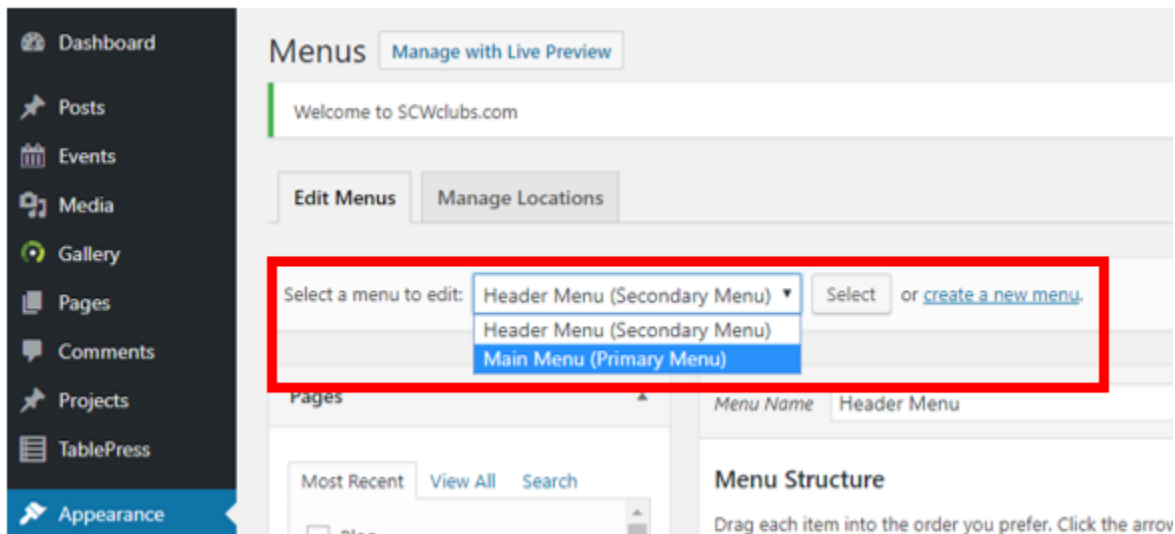 Dashboard
Posts
Events
Media
Gallery
Pages
Comments
Projects
TablePress
Appearance
Menus Manage with Live Preview
Welcome to SCWclubs.com
Edit Menus Manage Locations
Select a menu to edit: Header Menu (Secondary Menu) Select or create a new menu.
Header Menu (Secondary Menu)
Main Menu (Primary Menu)
Pages
Most Recent View All Search
Menu Name Header Menu
Menu Structure
Drag each item into the order you prefer. Click the arrow